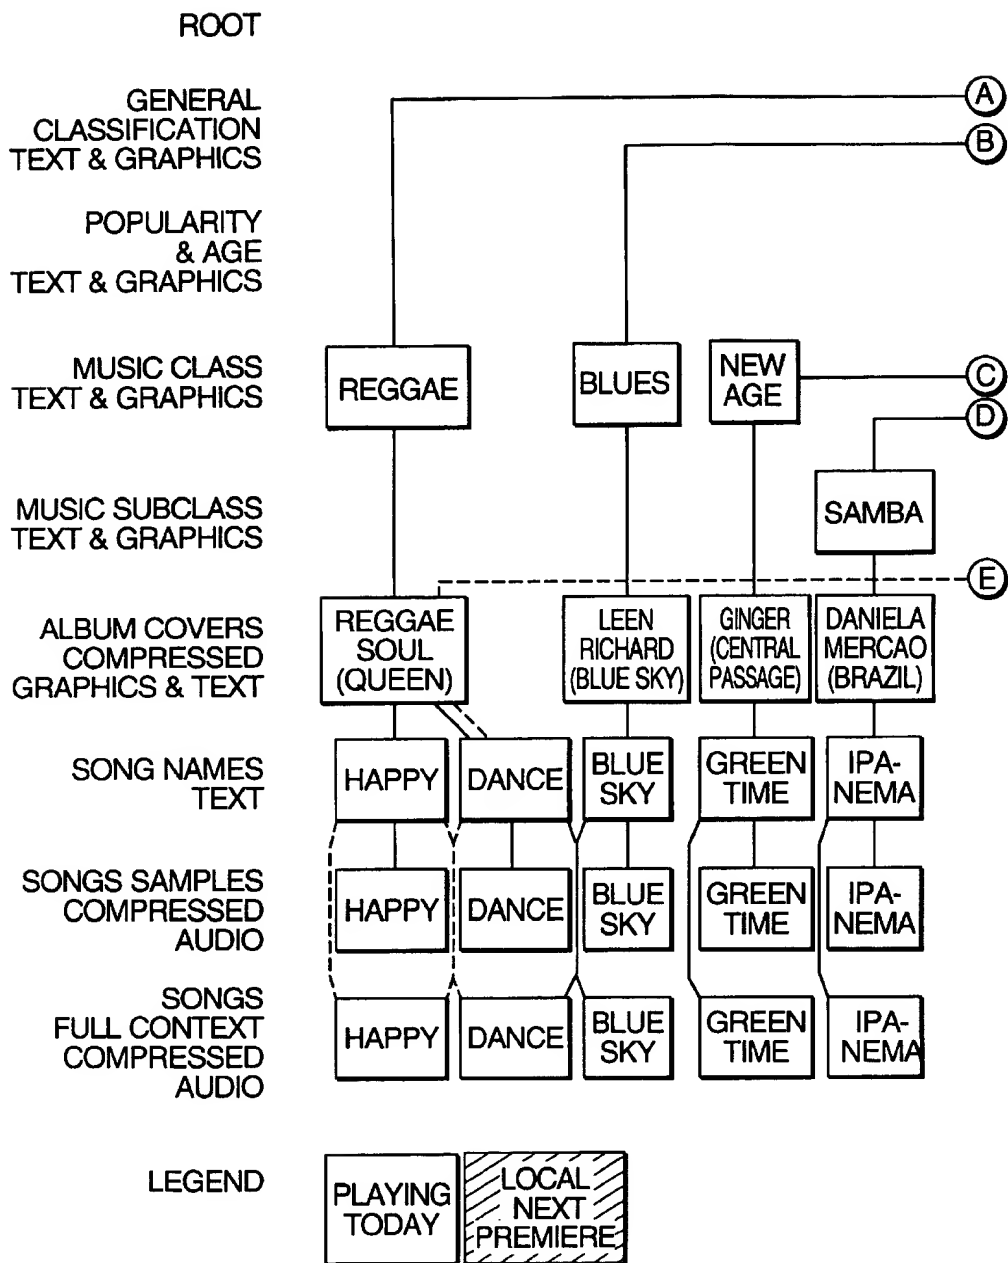 ROOT
GENERAL
CLASSIFICATION
TEXT & GRAPHICS
A
B
POPULARITY
& AGE
TEXT & GRAPHICS
MUSIC CLASS
TEXT & GRAPHICS
REGGAE
BLUES
NEW
AGE
C
D
MUSIC SUBCLASS
TEXT & GRAPHICS
SAMBA
E
ALBUM COVERS
COMPRESSED
GRAPHICS & TEXT
REGGAE
SOUL
(QUEEN)
LEEN
RICHARD
(BLUE SKY)
GINGER
(CENTRAL
PASSAGE)
DANIELA
MERCAO
(BRAZIL)
SONG NAMES
TEXT
HAPPY
DANCE
BLUE
SKY
GREEN
TIME
IPA-
NEMA
SONGS SAMPLES
COMPRESSED
AUDIO
HAPPY
DANCE
BLUE
SKY
GREEN
TIME
IPA-
NEMA
SONGS
FULL CONTEXT
COMPRESSED
AUDIO
HAPPY
DANCE
BLUE
SKY
GREEN
TIME
IPA-
NEMA
LEGEND
PLAYING
TODAY
LOCAL
NEXT
PREMIERE